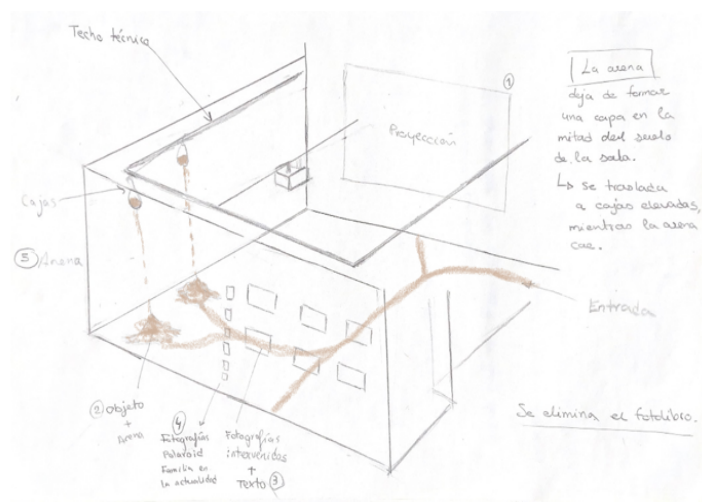 Techo técnico
①
Proyección
La arena
deja de formar
una capa en la
mitad del suelo
de la sala.
↳ se traslada
a cajas elevadas,
mientras la arena
cae.
Cajas
⑤ Arena
Entrada
② Objeto
+
Arena
④
Fotografías
Polaroid
Familia en
la actualidad
Fotografías
intervenidas
+
Texto ③
Se elimina el fotolibro.